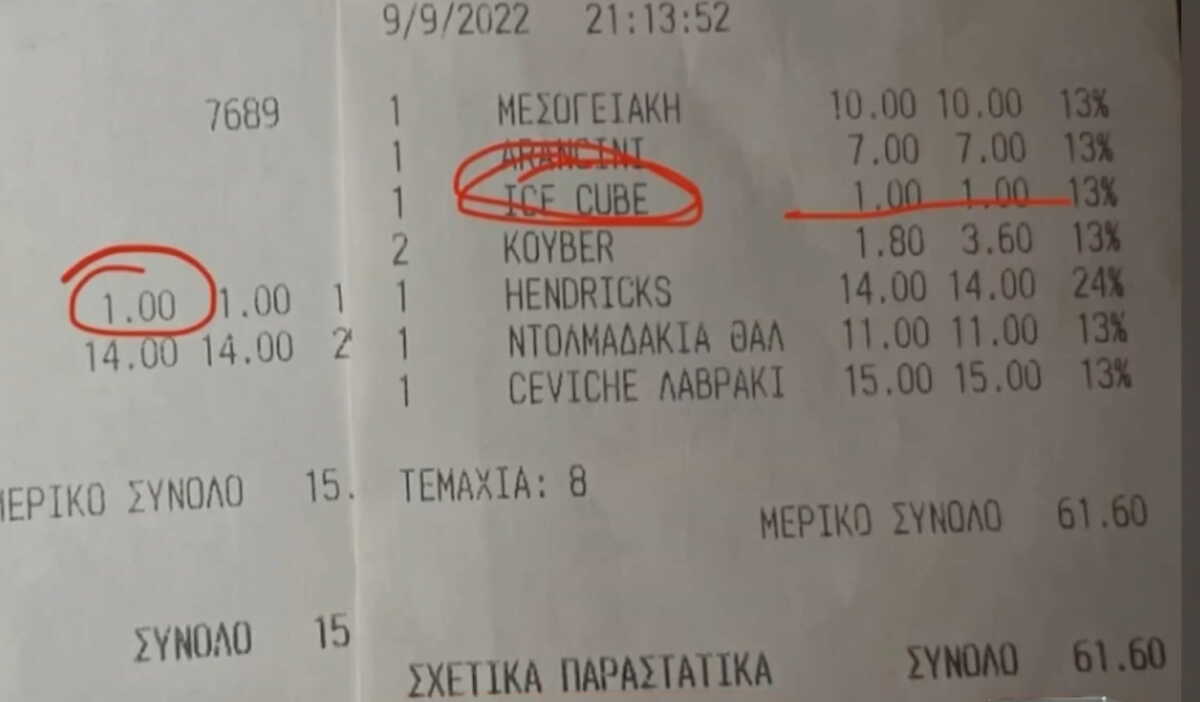 9/9/2022 21:13:52
7689
1.00 1.00 1
14.00 14.00 2
ΜΕΡΙΚΟ ΣΥΝΟΛΟ 15.
ΣΥΝΟΛΟ 15
1 ΜΕΣΟΓΕΙΑΚΗ 10.00 10.00 13%
1 ARANCINI 7.00 7.00 13%
1 ICE CUBE 1.00 1.00 13%
2 ΚΟΥΒΕR 1.80 3.60 13%
1 HENDRICKS 14.00 14.00 24%
1 ΝΤΟΛΜΑΔΑΚΙΑ ΘΑΛ 11.00 11.00 13%
1 CEVICHE ΛΑΒΡΑΚΙ 15.00 15.00 13%
ΤΕΜΑΧΙΑ: 8
ΜΕΡΙΚΟ ΣΥΝΟΛΟ 61.60
ΣΧΕΤΙΚΑ ΠΑΡΑΣΤΑΤΙΚΑ ΣΥΝΟΛΟ 61.60